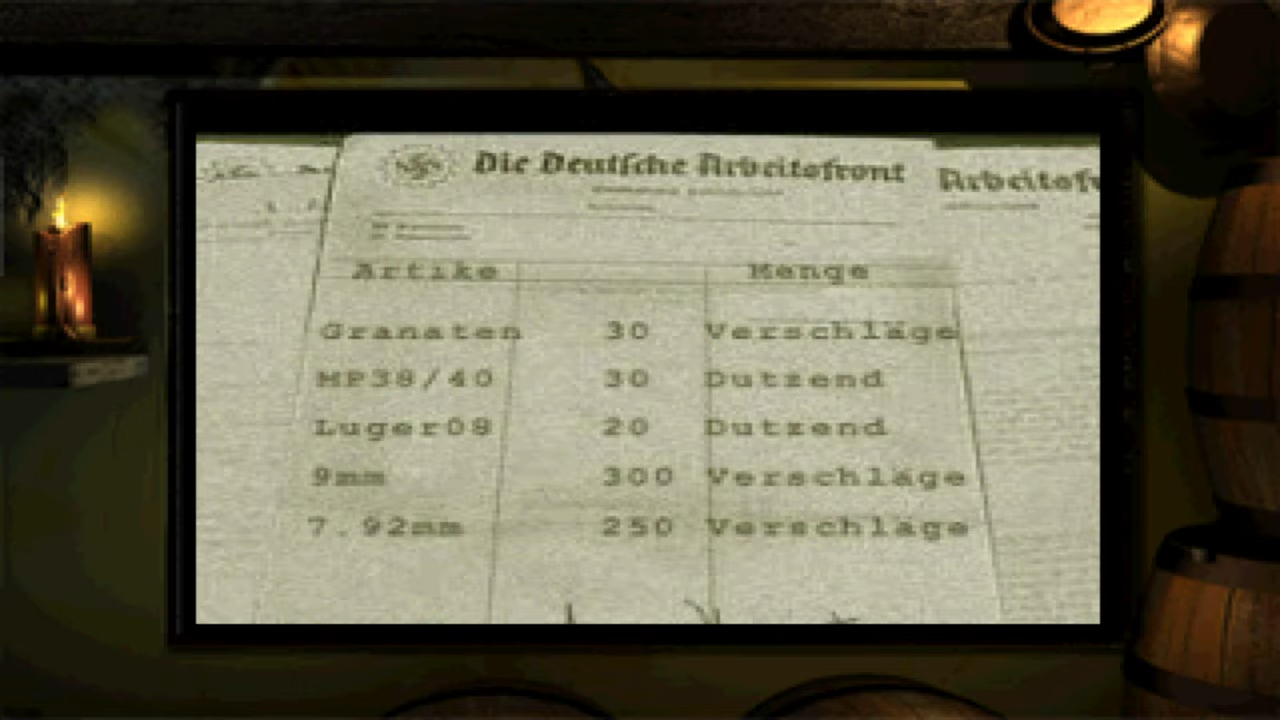 Die Deutsche Arbeitsfront
Arbeitsf
Artike Menge
Granaten 30 Verschläge
MP38/40 30 Dutzend
Luger08 20 Dutzend
9mm 300 Verschläge
7.92mm 250 Verschläge